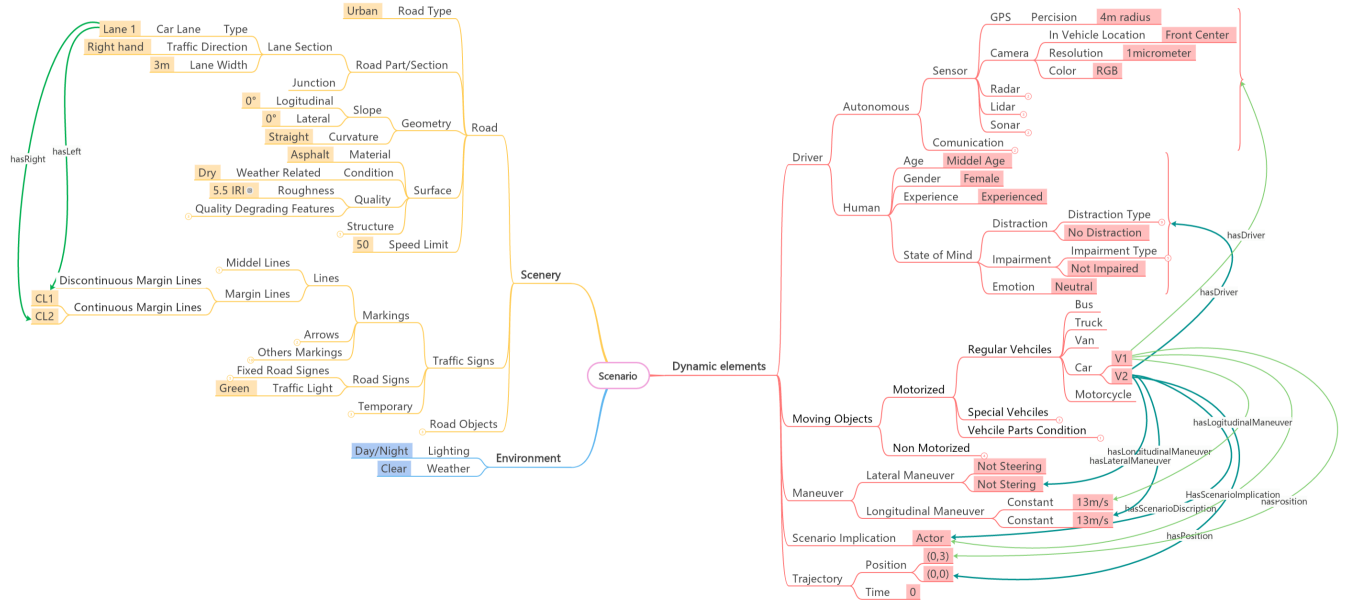 Scenario
Scenery
Road
Urban Road Type
Road Part/Section
Lane Section
Lane 1 Car Lane Type
Right hand Traffic Direction
3m Lane Width
Junction
Geometry
Slope
0° Logitudinal
0° Lateral
Straight Curvature
Surface
Asphalt Material
Dry Weather Related Condition
Quality
5.5 IRI Roughness
Quality Degrading Features
Structure
50 Speed Limit
Traffic Signs
Markings
Lines
Middel Lines
Margin Lines
Discontinuous Margin Lines
CL1
Continuous Margin Lines
CL2
Arrows
Others Markings
Road Signs
Fixed Road Signes
Green Traffic Light
Temporary
Road Objects
hasRight
hasLeft
Environment
Day/Night Lighting
Clear Weather
Dynamic elements
Driver
Autonomous
Sensor
GPS Percision 4m radius
Camera
In Vehicle Location Front Center
Resolution 1micrometer
Color RGB
Radar
Lidar
Sonar
Comunication
Human
Age Middel Age
Gender Female
Experience Experienced
State of Mind
Distraction
Distraction Type
No Distraction
Impairment
Impairment Type
Not Impaired
Emotion Neutral
Moving Objects
Motorized
Regular Vehciles
Bus
Truck
Van
Car
V1
V2
Motorcycle
Special Vehciles
Vehcile Parts Condition
Non Motorized
Maneuver
Lateral Maneuver
Not Steering
Not Stering
Longitudinal Maneuver
Constant 13m/s
Constant 13m/s
Scenario Implication Actor
Trajectory
Position
(0,3)
(0,0)
Time 0
hasDriver
hasDriver
hasLogitudinalManeuver
hasLongitudinalManeuver
hasLateralManeuver
HasScenarioImplication
hasPosition
hasScenarioDiscription
hasPosition